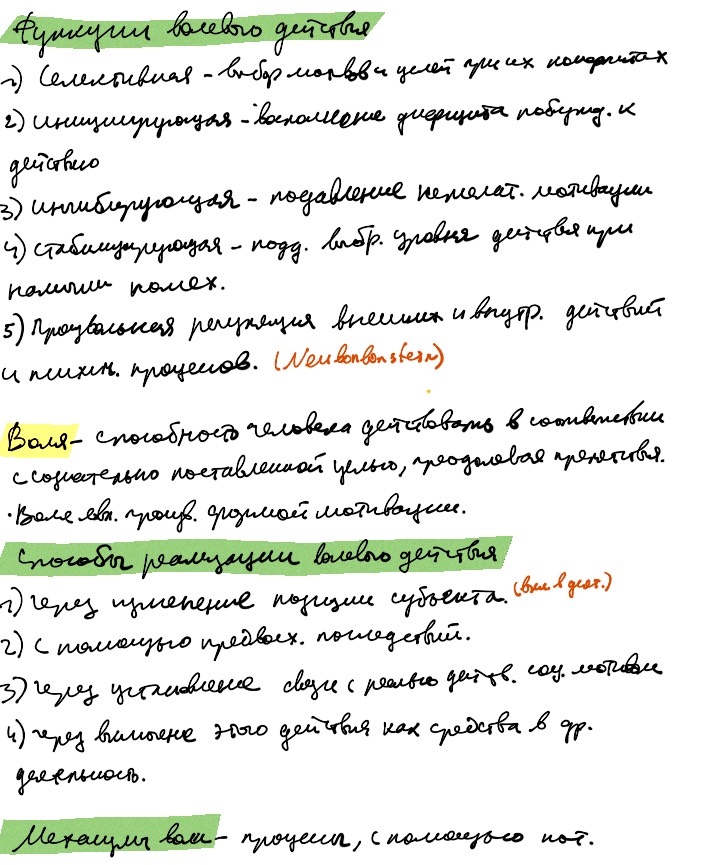 Функции волевого действия
1) Селективная - выбор мотивов и целей при их конфликтах
2) инициирующая - восполнение дефицита побужд. к
действию
3) ингибирующая - подавление нежелат. мотивации
4) стабилизирующая - подд. выбр. уровня действия при
наличии помех.
5) Произвольная регуляция внешних и внутр. действий
и психич. процессов.
Воля - способность человека действовать в соответствии
с сознательно поставленной целью, преодолевая препятствия.
• Воля явл. произв. формой мотивации.
Способы реализации волевого действия
1) Через изменение позиции субъекта. (вкл. в деят.)
2) С помощью предвосх. последствий.
3) Через установление связи с реально действ. соц. мотивом
4) Через включение этого действия как средства в др.
деятельность.
Механизмы воли - процессы, с помощью кот.